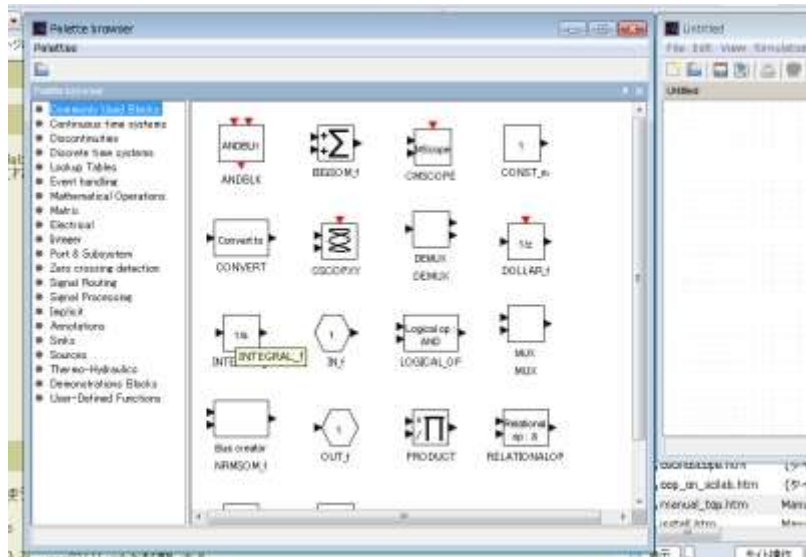 Palette browser
Palettes
Palette browser
Commonly Used Blocks
Continuous time systems
Discontinuities
Discrete time systems
Lookup Tables
Event handling
Mathematical Operations
Matrix
Electrical
Integer
Port & Subsystem
Zero crossing detection
Signal Routing
Signal Processing
Implicit
Annotations
Sinks
Sources
Thermo-Hydraulics
Demonstrations Blocks
User-Defined Functions
ANDBLK
BIGSOM_f
CMSCOPE
CONST_m
Convert to
CONVERT
CSCOPXY
DEMUX
DEMUX
1/z
DOLLAR_f
1/s
INTEGRAL_f
1
IN_f
Logical op
AND
LOGICAL_OP
MUX
MUX
Bus creator
NRMSOM_f
1
OUT_f
PRODUCT
Relational
RELATIONALOP
Untitled
File Edit View Simulation
Untitled
manual_top.htm
install.htm